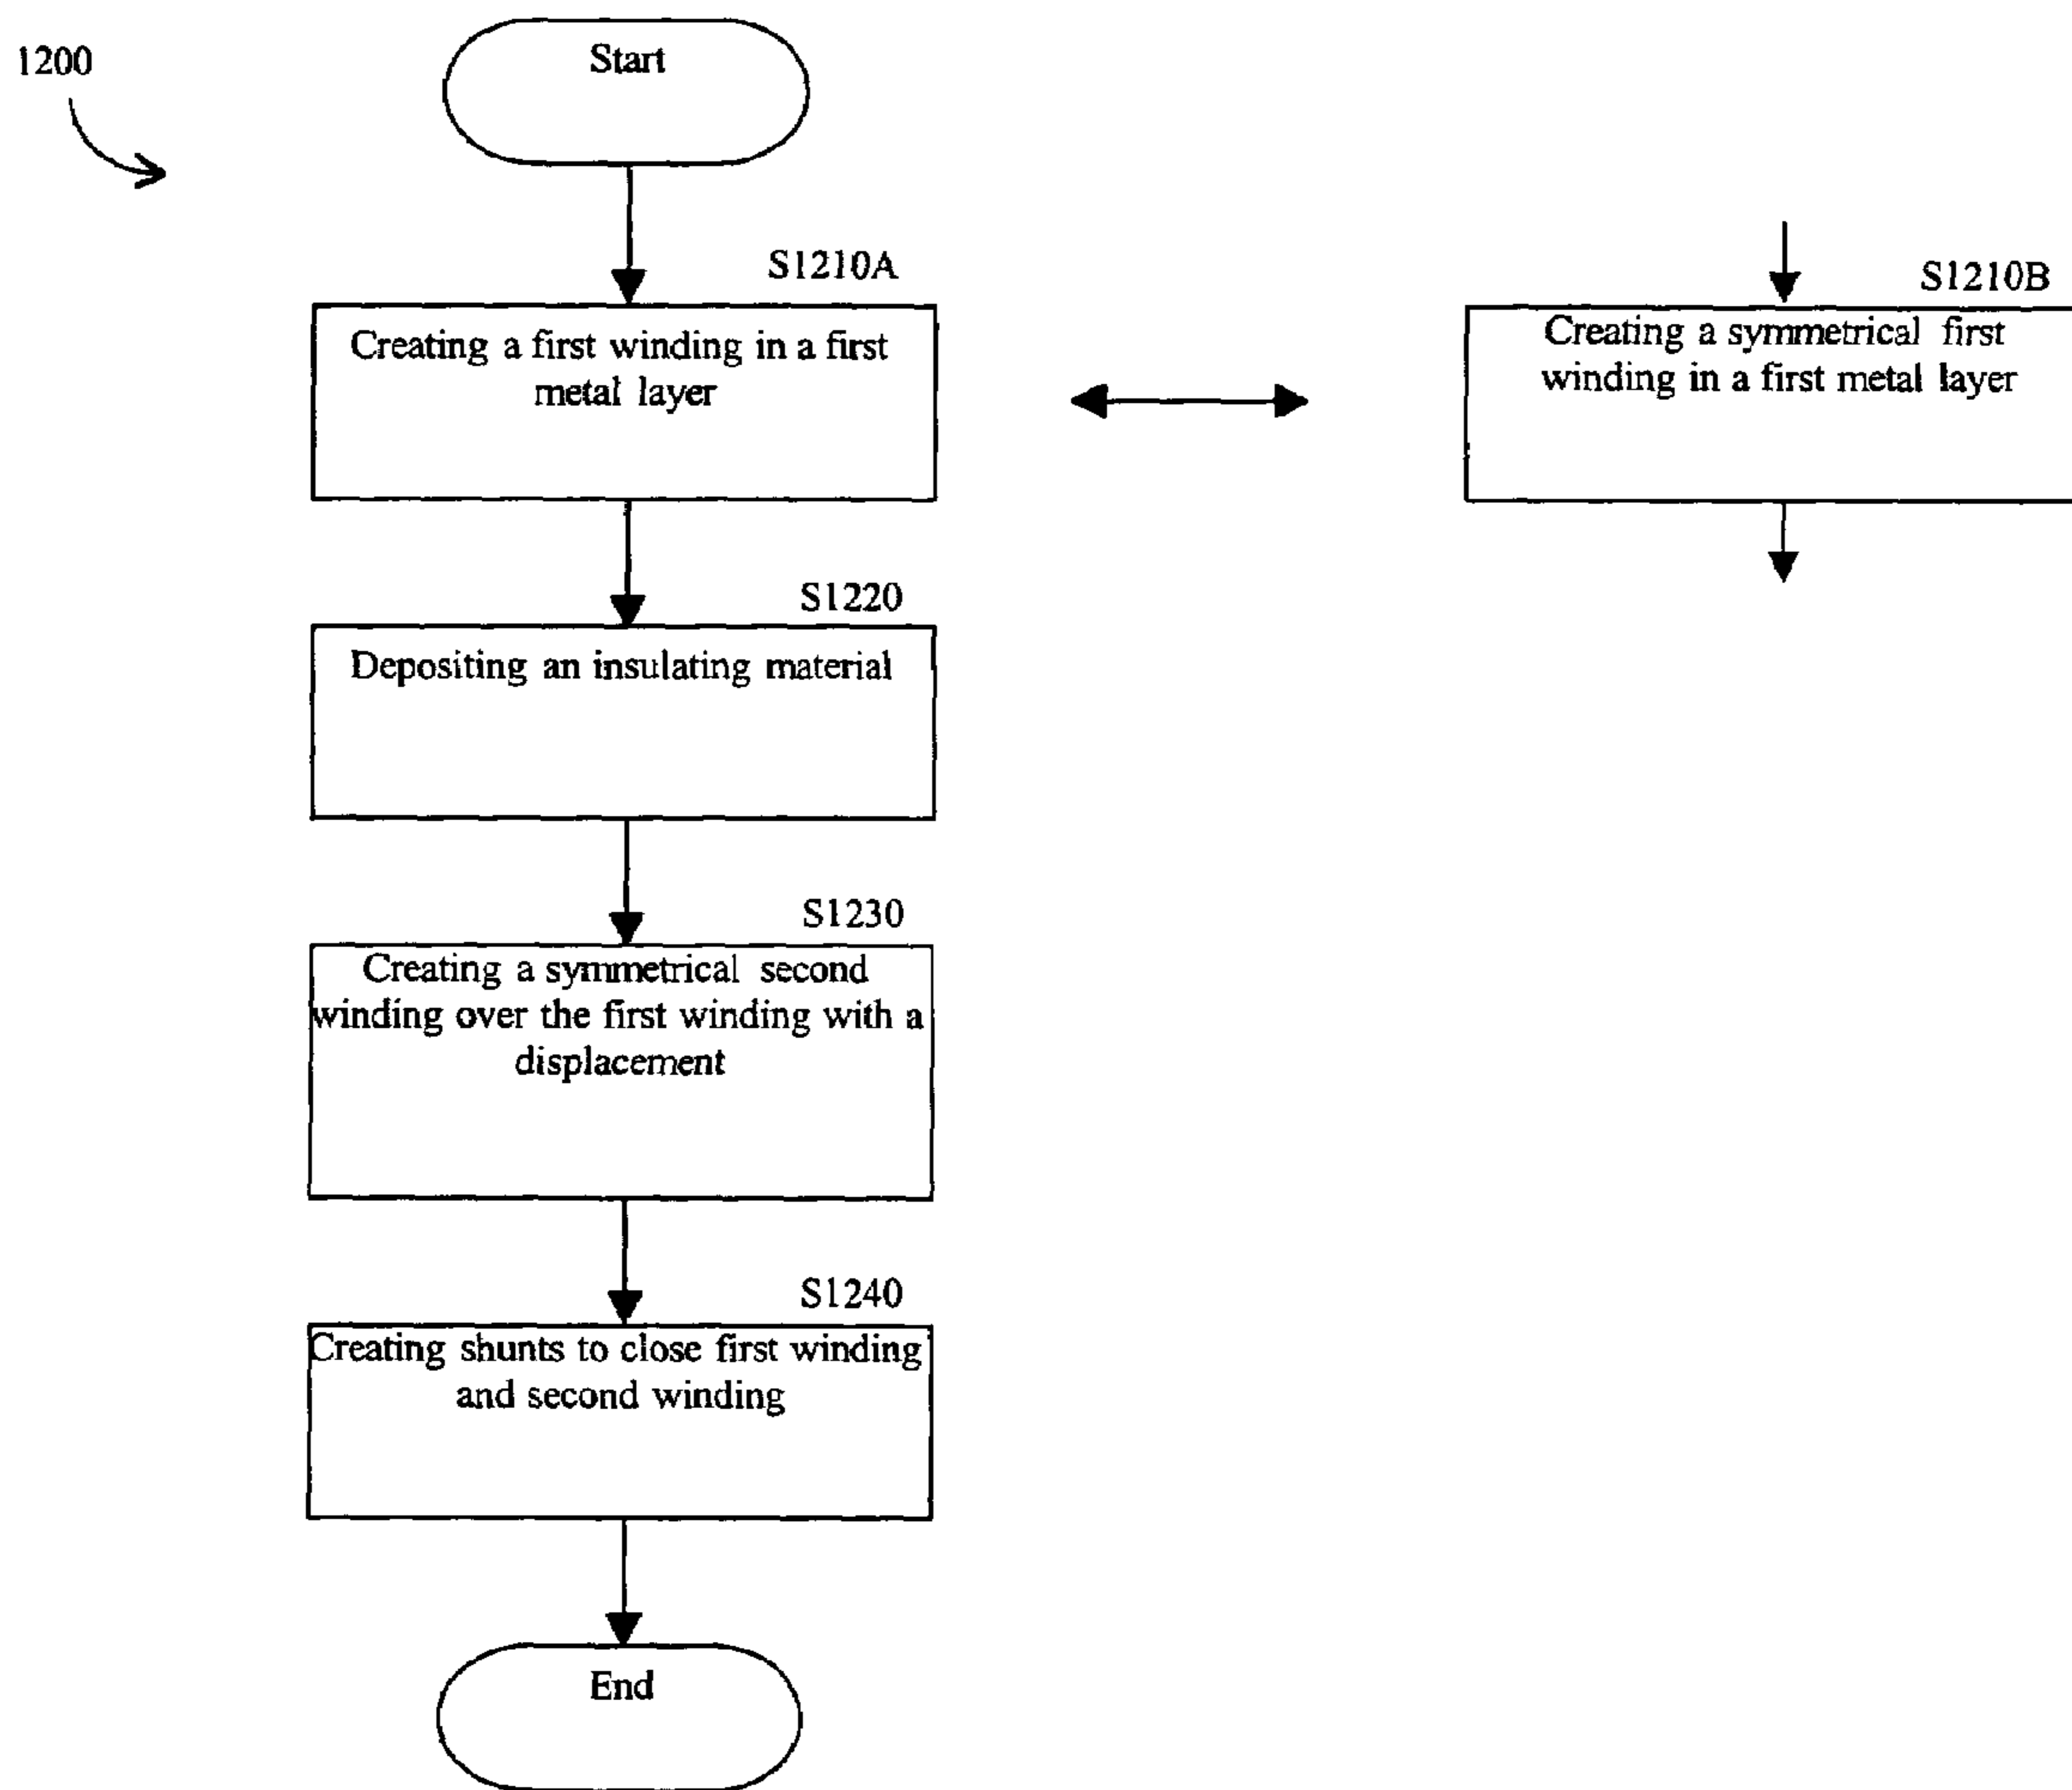 1200
Start
S1210A
Creating a first winding in a first
metal layer
S1210B
Creating a symmetrical first
winding in a first metal layer
S1220
Depositing an insulating material
S1230
Creating a symmetrical second
winding over the first winding with a
displacement
S1240
Creating shunts to close first winding
and second winding
End